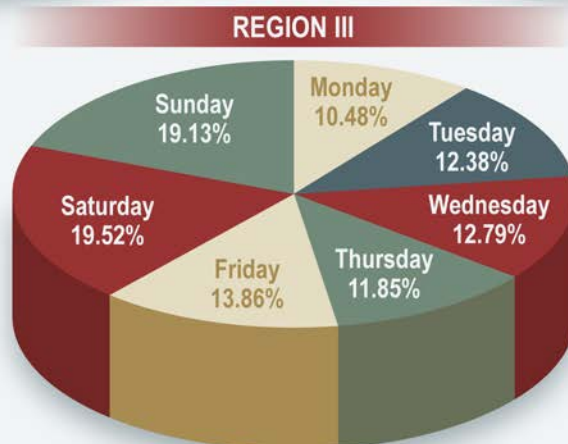 REGION III
Monday
10.48%
Tuesday
12.38%
Wednesday
12.79%
Thursday
11.85%
Friday
13.86%
Saturday
19.52%
Sunday
19.13%